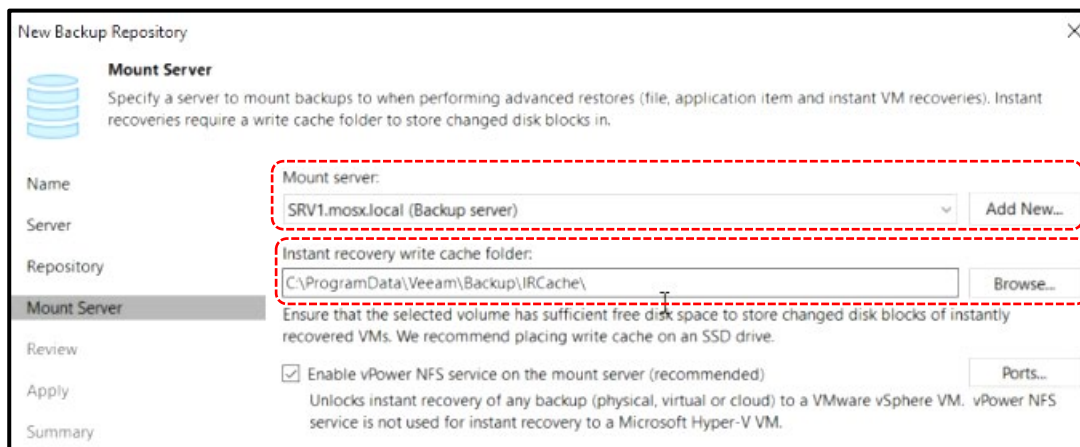 New Backup Repository
Mount Server
Specify a server to mount backups to when performing advanced restores (file, application item and instant VM recoveries). Instant
recoveries require a write cache folder to store changed disk blocks in.
Name
Server
Repository
Mount Server
Review
Apply
Summary
Mount server:
SRV1.mosx.local (Backup server)
Add New...
Instant recovery write cache folder:
C:\ProgramData\Veeam\Backup\IRCache\
Browse...
Ensure that the selected volume has sufficient free disk space to store changed disk blocks of instantly
recovered VMs. We recommend placing write cache on an SSD drive.
Enable vPower NFS service on the mount server (recommended)
Ports...
Unlocks instant recovery of any backup (physical, virtual or cloud) to a VMware vSphere VM. vPower NFS
service is not used for instant recovery to a Microsoft Hyper-V VM.